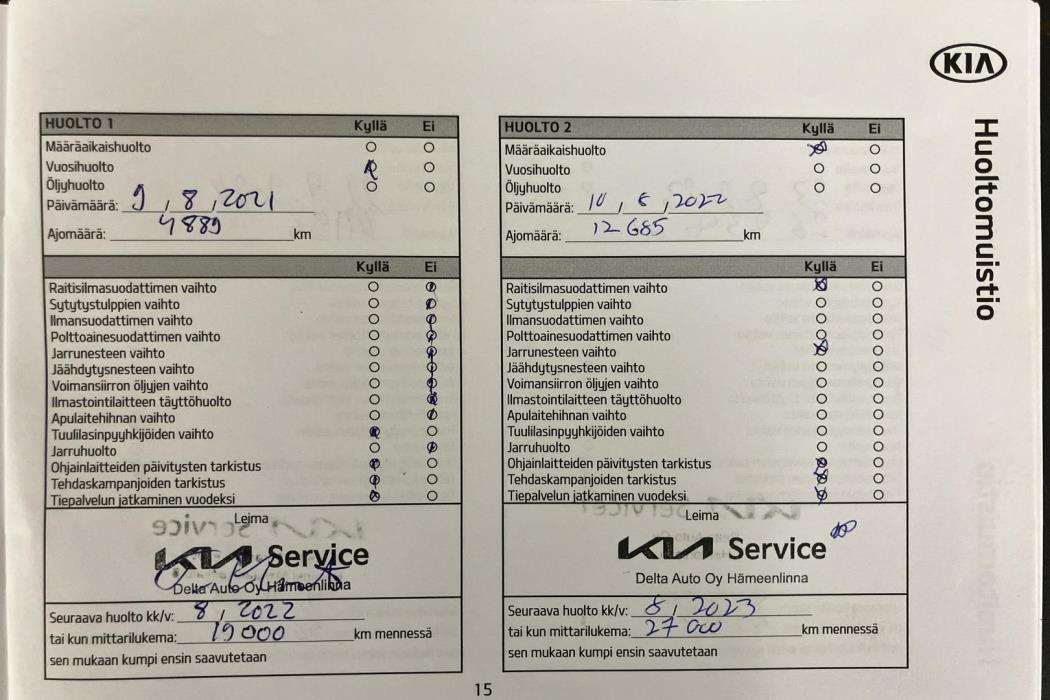 KIA
Huoltomuistio
HUOLTO 1 Kyllä Ei
Määräaikaishuolto
Vuosihuolto
Öljyhuolto
Päivämäärä: 9 , 8 , 2021
Ajomäärä: 4889 km
Kyllä Ei
Raitisilmasuodattimen vaihto
Sytytystulppien vaihto
Ilmansuodattimen vaihto
Polttoainesuodattimen vaihto
Jarrunesteen vaihto
Jäähdytysnesteen vaihto
Voimansiirron öljyjen vaihto
Ilmastointilaitteen täyttöhuolto
Apulaitehihnan vaihto
Tuulilasinpyyhkijöiden vaihto
Jarruhuolto
Ohjainlaitteiden päivitysten tarkistus
Tehdaskampanjoiden tarkistus
Tiepalvelun jatkaminen vuodeksi
Leima
KIA Service
Delta Auto Oy Hämeenlinna
Seuraava huolto kk/v: 8 , 2022
tai kun mittarilukema: 19000 km mennessä
sen mukaan kumpi ensin saavutetaan
HUOLTO 2 Kyllä Ei
Määräaikaishuolto
Vuosihuolto
Öljyhuolto
Päivämäärä: 10 , 8 , 2022
Ajomäärä: 12685 km
Kyllä Ei
Raitisilmasuodattimen vaihto
Sytytystulppien vaihto
Ilmansuodattimen vaihto
Polttoainesuodattimen vaihto
Jarrunesteen vaihto
Jäähdytysnesteen vaihto
Voimansiirron öljyjen vaihto
Ilmastointilaitteen täyttöhuolto
Apulaitehihnan vaihto
Tuulilasinpyyhkijöiden vaihto
Jarruhuolto
Ohjainlaitteiden päivitysten tarkistus
Tehdaskampanjoiden tarkistus
Tiepalvelun jatkaminen vuodeksi
Leima
KIA Service
Delta Auto Oy Hämeenlinna
Seuraava huolto kk/v: 8 , 2023
tai kun mittarilukema: 27000 km mennessä
sen mukaan kumpi ensin saavutetaan
15